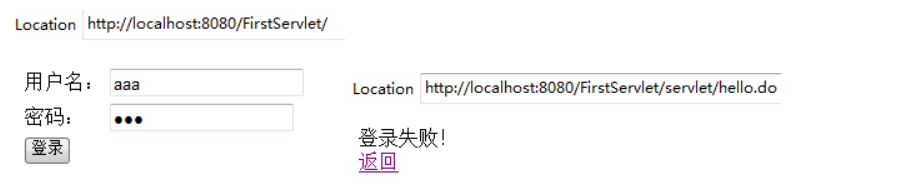 Location http://localhost:8080/FirstServlet/
用户名： aaa
密码： ●●●
登录
Location http://localhost:8080/FirstServlet/servlet/hello.do
登录失败！
返回